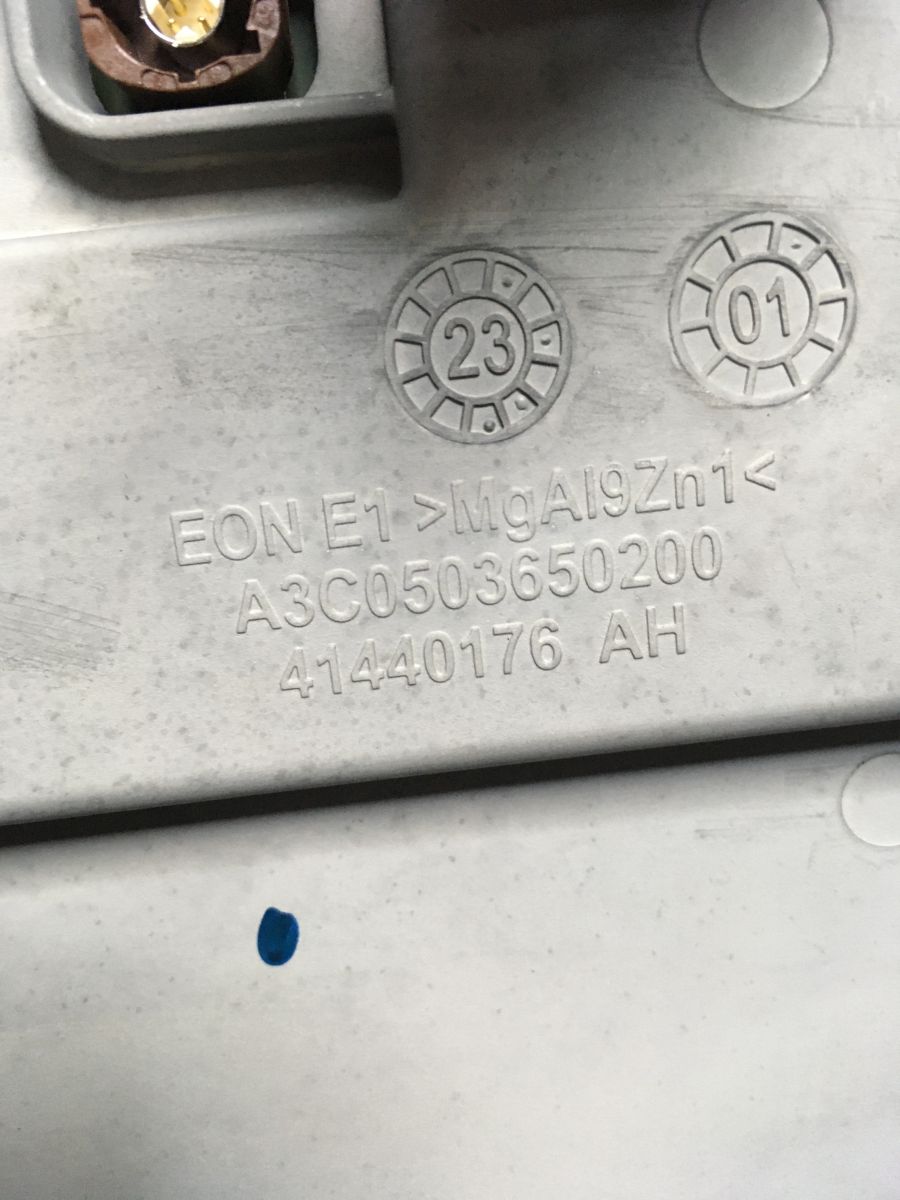 23
01
EON E1 >MgAl9Zn1<
A3C0503650200
41440176 AH